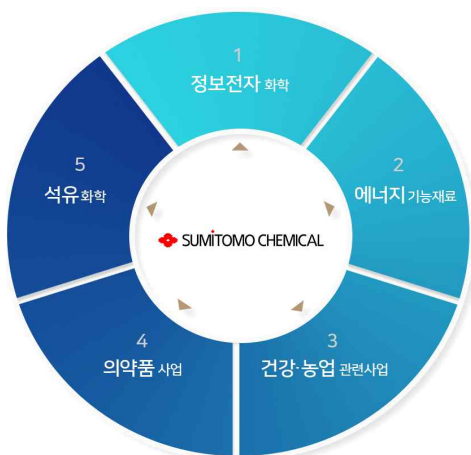 1
정보전자 화학
2
에너지 기능재료
3
건강·농업 관련사업
4
의약품 사업
5
석유화학
SUMITOMO CHEMICAL